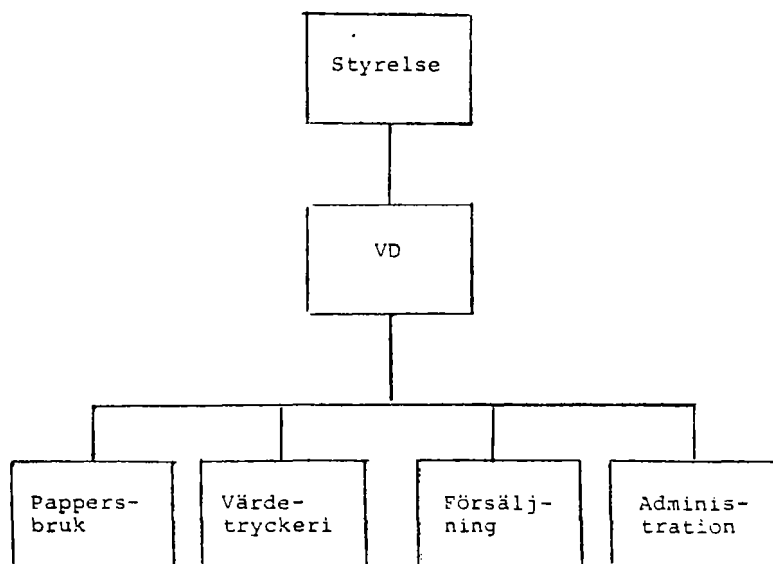 Styrelse
VD
Pappers-
bruk
Värde-
tryckeri
Försälj-
ning
Adminis-
tration